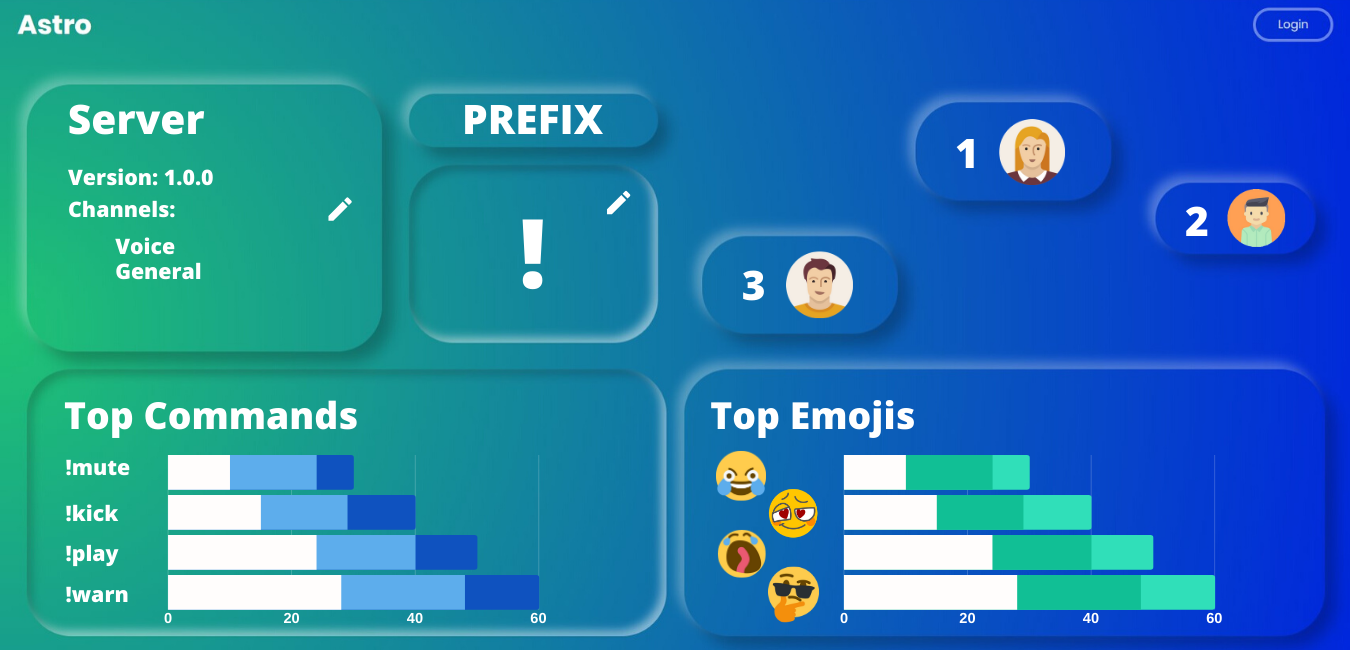 Astro
Login
Server
Version: 1.0.0
Channels:
Voice
General
PREFIX
!
1
2
3
Top Commands
!mute
!kick
!play
!warn
0 20 40 60
Top Emojis
0 20 40 60